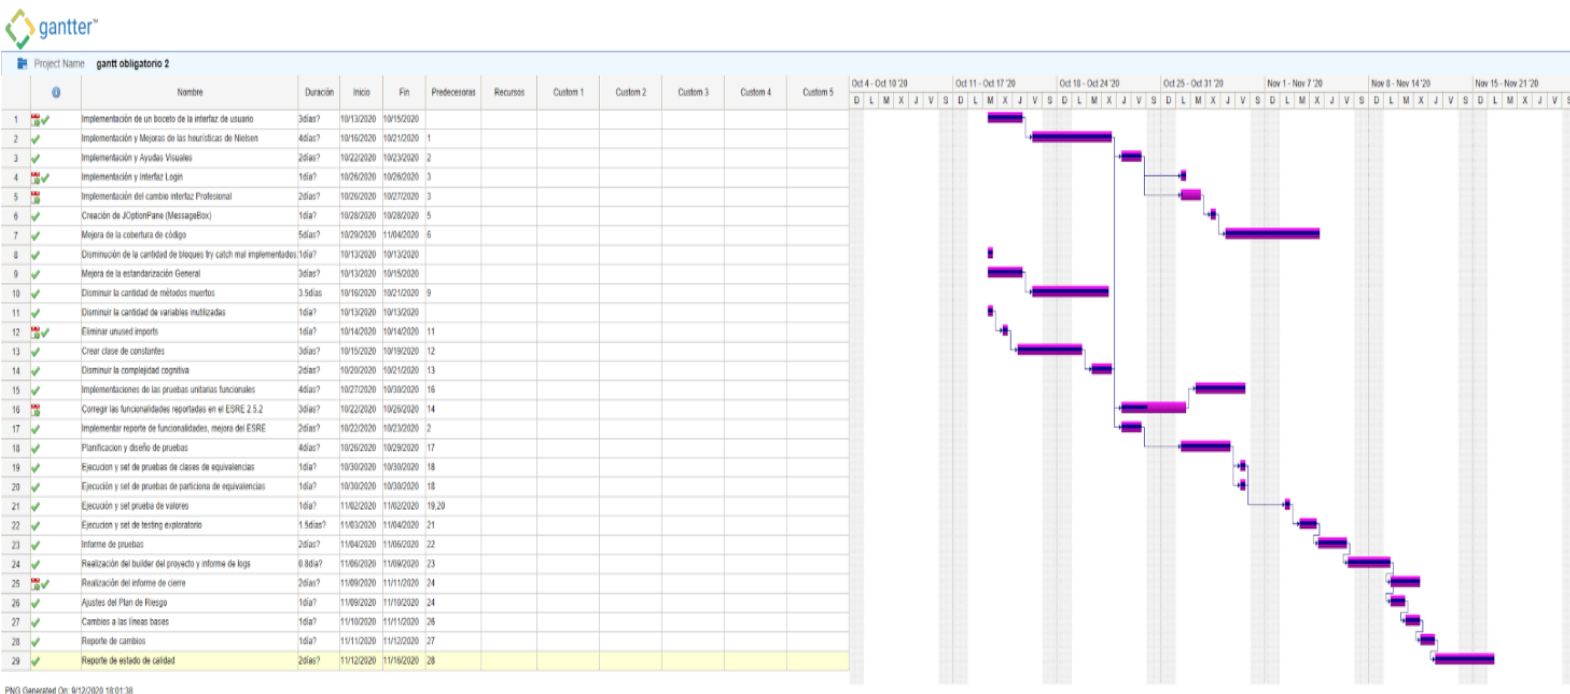 gantter™
Project Name gantt obligatorio 2
Nombre Duración Inicio Fin Predecesoras Recursos Custom 1 Custom 2 Custom 3 Custom 4 Custom 5 Oct 4 - Oct 10 '20 Oct 11 - Oct 17 '20 Oct 18 - Oct 24 '20 Oct 25 - Oct 31 '20 Nov 1 - Nov 7 '20 Nov 8 - Nov 14 '20 Nov 15 - Nov 21 '20
D L M X J V S D L M X J V S D L M X J V S D L M X J V S D L M X J V S D L M X J V S D L M X J V S
1 Implementación de un boceto de la interfaz de usuario 3días? 10/13/2020 10/15/2020
2 Implementación y Mejoras de las heurísticas de Nielsen 4días? 10/16/2020 10/21/2020 1
3 Implementación y Ayudas Visuales 2días? 10/22/2020 10/23/2020 2
4 Implementación y Interfaz Login 1día? 10/26/2020 10/26/2020 3
5 Implementación del cambio interfaz Profesional 2días? 10/26/2020 10/27/2020 3
6 Creación de JOptionPane (MessageBox) 1día? 10/28/2020 10/28/2020 5
7 Mejora de la cobertura de código 5días? 10/29/2020 11/04/2020 6
8 Disminución de la cantidad de bloques try catch mal implementados 1día? 10/13/2020 10/13/2020
9 Mejora de la estandarización General 3días? 10/13/2020 10/15/2020
10 Disminuir la cantidad de métodos muertos 3.5días 10/16/2020 10/21/2020 9
11 Disminuir la cantidad de variables inutilizadas 1día? 10/13/2020 10/13/2020
12 Eliminar unused imports 1día? 10/14/2020 10/14/2020 11
13 Crear clase de constantes 3días? 10/15/2020 10/19/2020 12
14 Disminuir la complejidad cognitiva 2días? 10/20/2020 10/21/2020 13
15 Implementaciones de las pruebas unitarias funcionales 4días? 10/27/2020 10/30/2020 16
16 Corregir las funcionalidades reportadas en el ESRE 2.5.2 3días? 10/22/2020 10/26/2020 14
17 Implementar reporte de funcionalidades, mejora del ESRE 2días? 10/22/2020 10/23/2020 2
18 Planificacion y diseño de pruebas 4días? 10/26/2020 10/29/2020 17
19 Ejecucion y set de pruebas de clases de equivalencias 1día? 10/30/2020 10/30/2020 18
20 Ejecución y set de pruebas de particiona de equivalencias 1día? 10/30/2020 10/30/2020 18
21 Ejecución y set prueba de valores 1día? 11/02/2020 11/02/2020 19,20
22 Ejecucion y set de testing exploratorio 1.5días? 11/03/2020 11/04/2020 21
23 Informe de pruebas 2días? 11/04/2020 11/06/2020 22
24 Realización del builder del proyecto y informe de logs 0.8día? 11/06/2020 11/09/2020 23
25 Realización del informe de cierre 2días? 11/09/2020 11/11/2020 24
26 Ajustes del Plan de Riesgo 1día? 11/09/2020 11/10/2020 24
27 Cambios a las líneas bases 1día? 11/10/2020 11/11/2020 26
28 Reporte de cambios 1día? 11/11/2020 11/12/2020 27
29 Reporte de estado de calidad 2días? 11/12/2020 11/16/2020 28
PNG Generated On: 9/12/2020 18:01:38